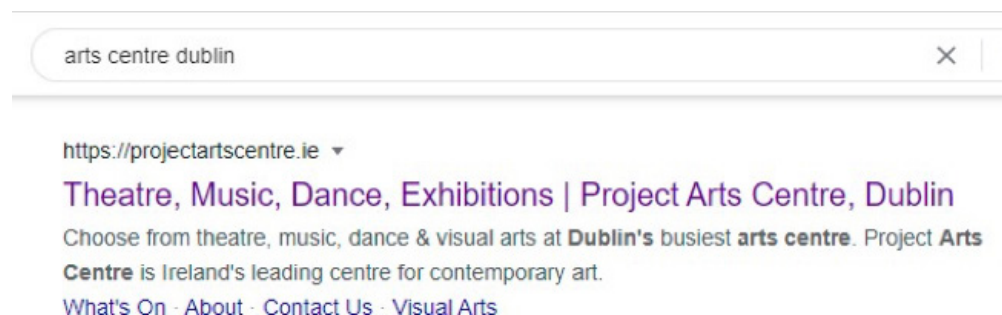 arts centre dublin
https://projectartscentre.ie
Theatre, Music, Dance, Exhibitions | Project Arts Centre, Dublin
Choose from theatre, music, dance & visual arts at Dublin's busiest arts centre. Project Arts
Centre is Ireland's leading centre for contemporary art.
What's On · About · Contact Us · Visual Arts